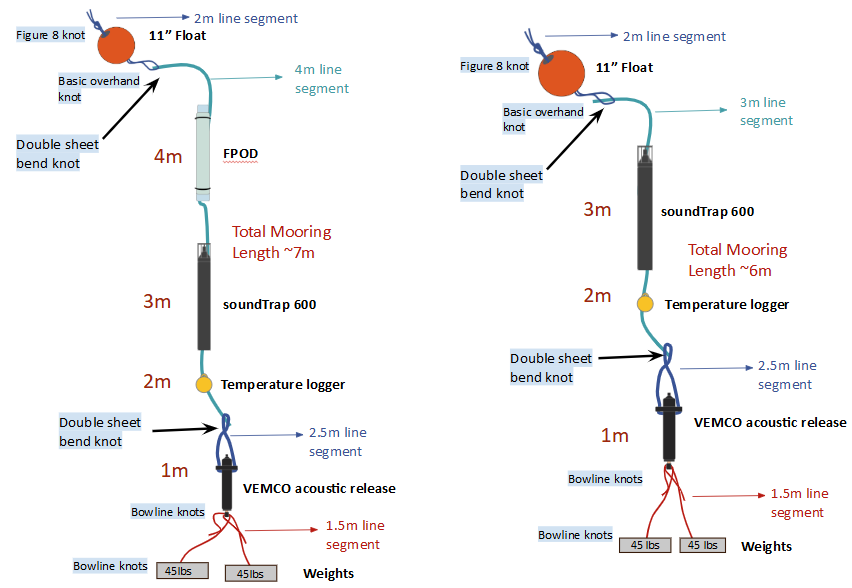 2m line segment
Figure 8 knot
11” Float
Basic overhand
knot
4m line
segment
Double sheet
bend knot
4m
FPOD
Total Mooring
Length ~7m
3m
soundTrap 600
2m
Temperature logger
Double sheet
bend knot
2.5m line
segment
1m
VEMCO acoustic release
Bowline knots
1.5m line
segment
Bowline knots
45lbs
45lbs
Weights
2m line segment
Figure 8 knot
11” Float
Basic overhand
knot
3m line
segment
Double sheet
bend knot
3m
soundTrap 600
Total Mooring
Length ~6m
2m
Temperature logger
Double sheet
bend knot
2.5m line
segment
1m
VEMCO acoustic release
Bowline knots
1.5m line
segment
Bowline knots
45 lbs
45 lbs
Weights